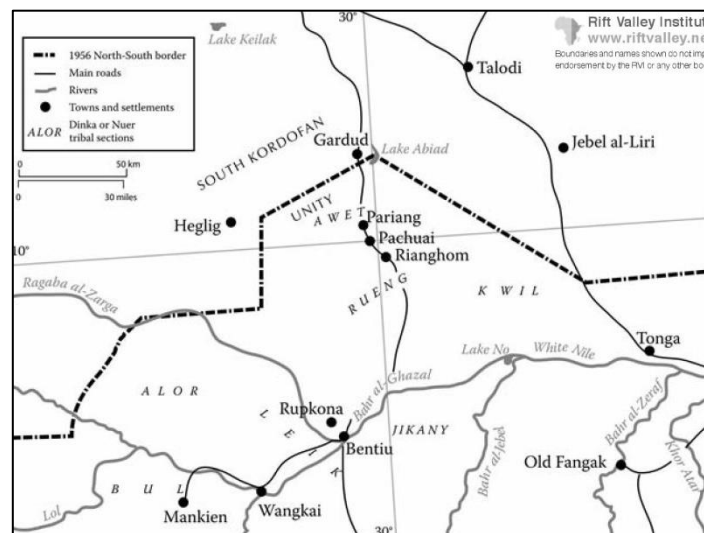 30°
Rift Valley Institu
www.riftvalley.ne
Boundaries and names shown do not imp
endorsement by the RVI or any other bo
1956 North-South border
Main roads
Rivers
Towns and settlements
ALOR Dinka or Nuer
tribal sections
0 50 km
0 30 miles
Lake Keilak
Talodi
SOUTH KORDOFAN
Gardud
Lake Abiad
Jebel al-Liri
UNITY
AWET
Heglig
Pariang
Pachuai
Rianghom
10°
Ragaba al-Zarga
RUENG
KWIL
Tonga
Lake No
White Nile
ALOR
Bahr al-Ghazal
LEIK
Rupkona
Bentiu
JIKANY
Bahr al-Jebel
Bahr al-Zeraf
Khor Atar
Old Fangak
BUL
Lol
Mankien
Wangkai
30°